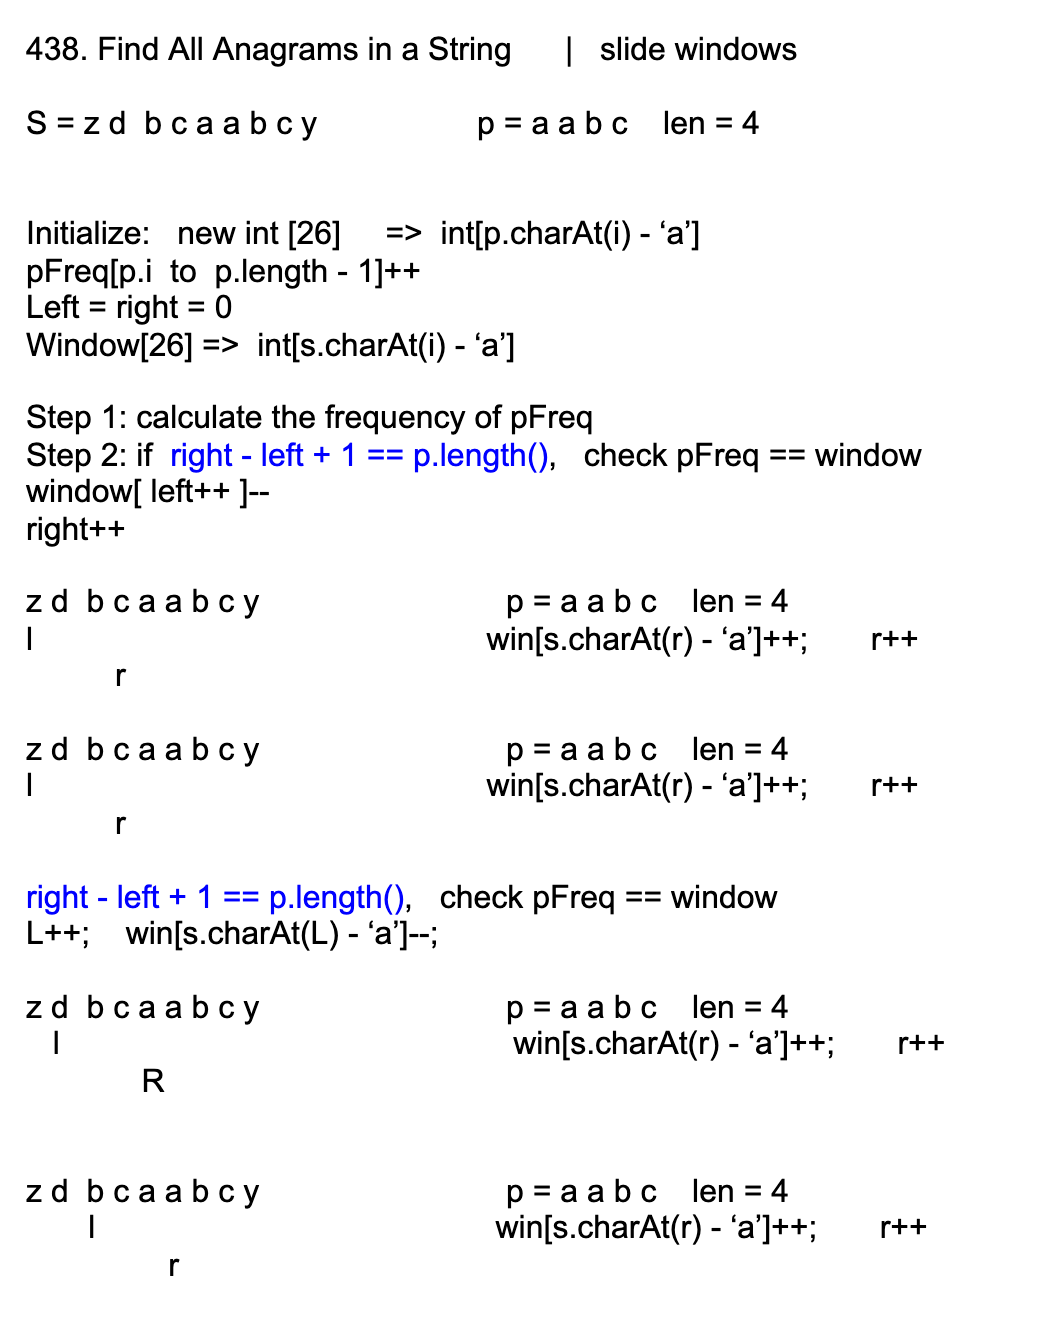 438. Find All Anagrams in a String | slide windows
S = z d b c a a b c y p = a a b c len = 4
Initialize: new int [26] => int[p.charAt(i) - ‘a’]
pFreq[p.i to p.length - 1]++
Left = right = 0
Window[26] => int[s.charAt(i) - ‘a’]
Step 1: calculate the frequency of pFreq
Step 2: if right - left + 1 == p.length(), check pFreq == window
window[ left++ ]--
right++
z d b c a a b c y p = a a b c len = 4
l win[s.charAt(r) - ‘a’]++; r++
r
z d b c a a b c y p = a a b c len = 4
l win[s.charAt(r) - ‘a’]++; r++
r
right - left + 1 == p.length(), check pFreq == window
L++; win[s.charAt(L) - ‘a’]--;
z d b c a a b c y p = a a b c len = 4
l win[s.charAt(r) - ‘a’]++; r++
R
z d b c a a b c y p = a a b c len = 4
l win[s.charAt(r) - ‘a’]++; r++
r